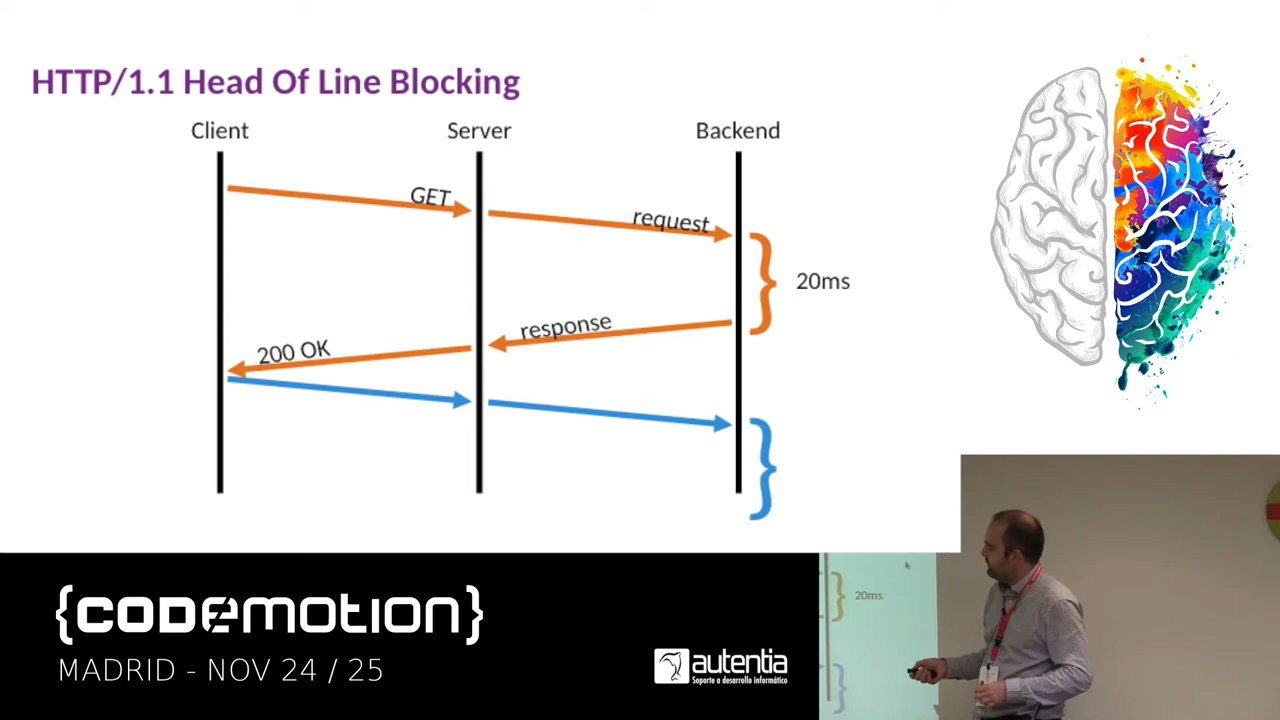 HTTP/1.1 Head Of Line Blocking
Client
Server
Backend
GET
request
20ms
response
200 OK
{codemotion}
MADRID - NOV 24 / 25
autentia
Soporte a desarrollo informático
20ms